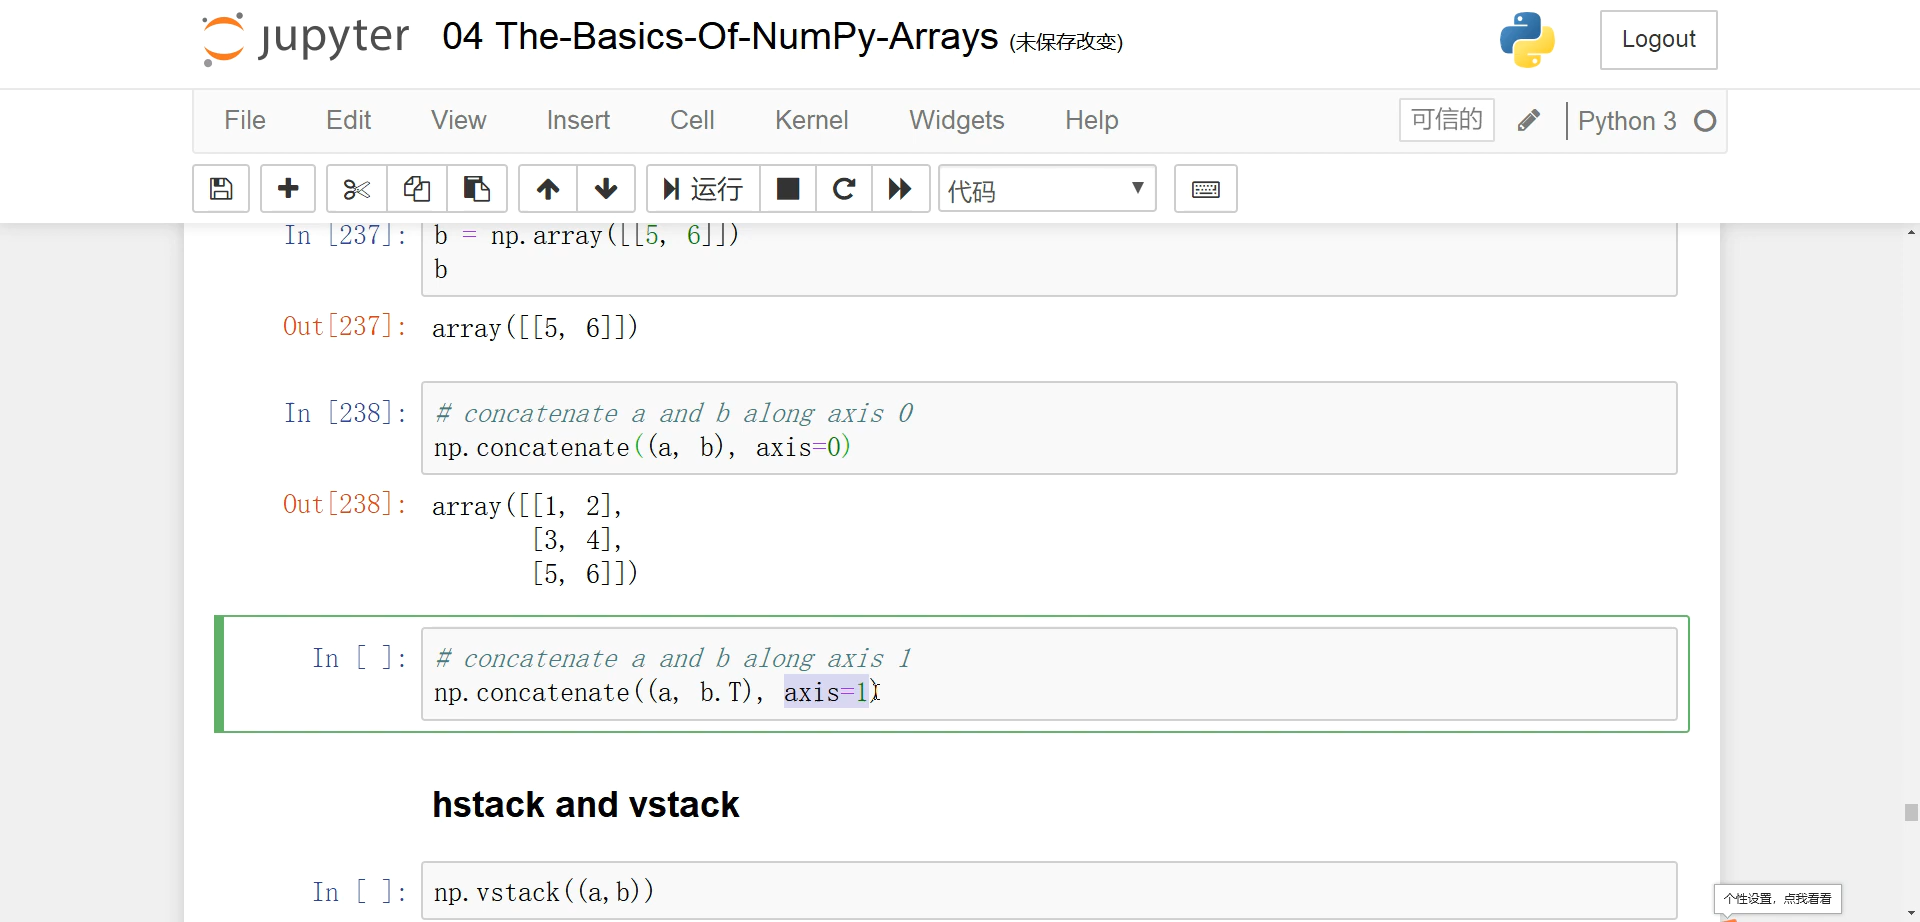 jupyter 04 The-Basics-Of-NumPy-Arrays (未保存改变) Logout
File Edit View Insert Cell Kernel Widgets Help 可信的 Python 3
运行 代码
In [237]: b = np.array([[5, 6]])
b
Out[237]: array([[5, 6]])
In [238]: # concatenate a and b along axis 0
np.concatenate((a, b), axis=0)
Out[238]: array([[1, 2],
[3, 4],
[5, 6]])
In [ ]: # concatenate a and b along axis 1
np.concatenate((a, b.T), axis=1)
hstack and vstack
In [ ]: np.vstack((a,b))
个性设置，点我看看